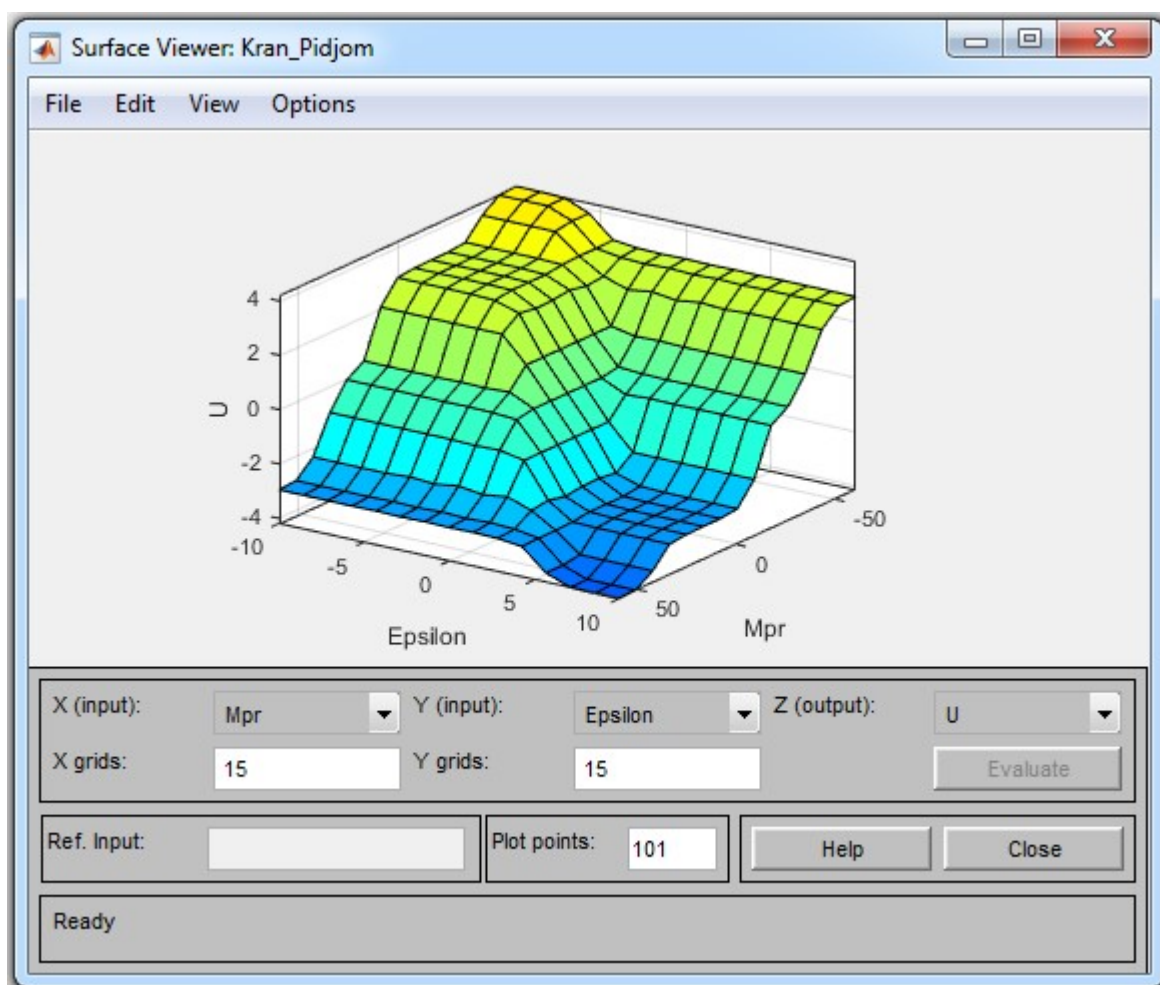 Surface Viewer: Kran_Pidjom
File Edit View Options
4
2
0
-2
-4
U
-10
-5
0
5
10
Epsilon
-50
0
50
Mpr
X (input): Mpr Y (input): Epsilon Z (output): U
X grids: 15 Y grids: 15 Evaluate
Ref. Input: Plot points: 101 Help Close
Ready